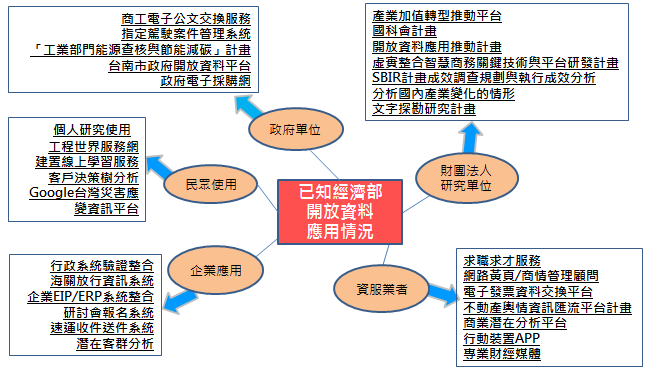 商工電子公文交換服務
指定駕駛案件管理系統
「工業部門能源查核與節能減碳」計畫
台南市政府開放資料平台
政府電子採購網
產業加值轉型推動平台
國科會計畫
開放資料應用推動計畫
虛實整合智慧商務關鍵技術與平台研發計畫
SBIR計畫成效調查規劃與執行成效分析
分析國內產業變化的情形
文字探勘研究計畫
政府單位
個人研究使用
工程世界服務網
建置線上學習服務
客戶決策樹分析
Google台灣災害應
變資訊平台
民眾使用
財團法人
研究單位
已知經濟部
開放資料
應用情況
行政系統驗證整合
海關放行資訊系統
企業EIP/ERP系統整合
研討會報名系統
速運收件送件系統
潛在客群分析
企業應用
資服業者
求職求才服務
網路黃頁/商情管理顧問
電子發票資料交換平台
不動產輿情資訊匯流平台計畫
商業潛在分析平台
行動裝置APP
專業財經媒體